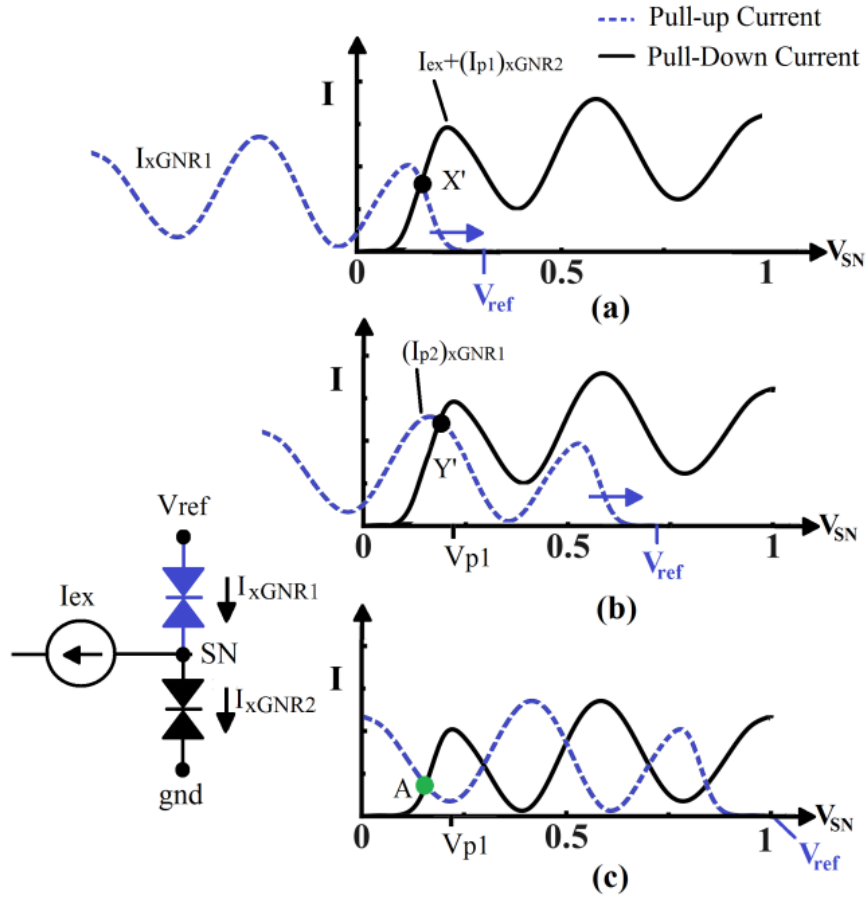 Pull-up Current
Pull-Down Current
I
Iex+(Ip1)xGNR2
IxGNR1
X'
0
0.5
1
VSN
Vref
(a)
I
(Ip2)xGNR1
Y'
0
Vp1
0.5
1
VSN
Vref
(b)
Vref
Iex
IxGNR1
SN
IxGNR2
gnd
I
A
0
Vp1
0.5
1
VSN
Vref
(c)